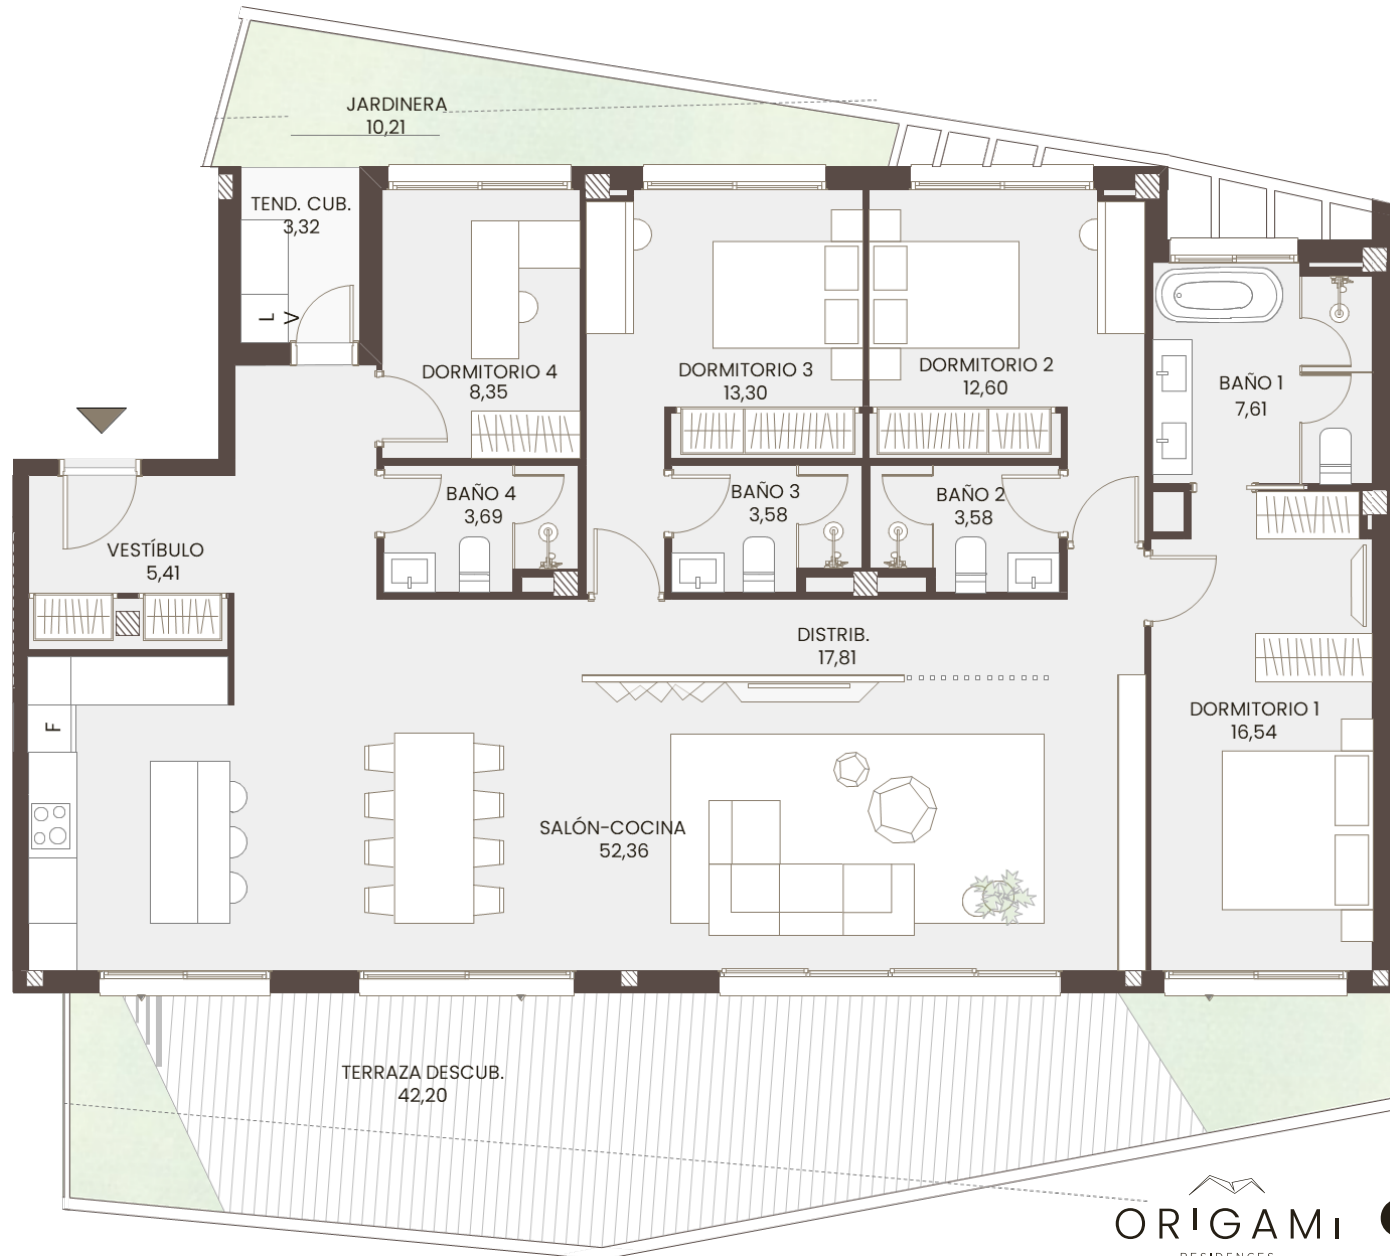 JARDINERA
10,21
TEND. CUB.
3,32
L V
DORMITORIO 4
8,35
DORMITORIO 3
13,30
DORMITORIO 2
12,60
BAÑO 1
7,61
BAÑO 4
3,69
BAÑO 3
3,58
BAÑO 2
3,58
VESTÍBULO
5,41
DISTRIB.
17,81
F
DORMITORIO 1
16,54
SALÓN-COCINA
52,36
TERRAZA DESCUB.
42,20
ORIGAMI
RESIDENCES